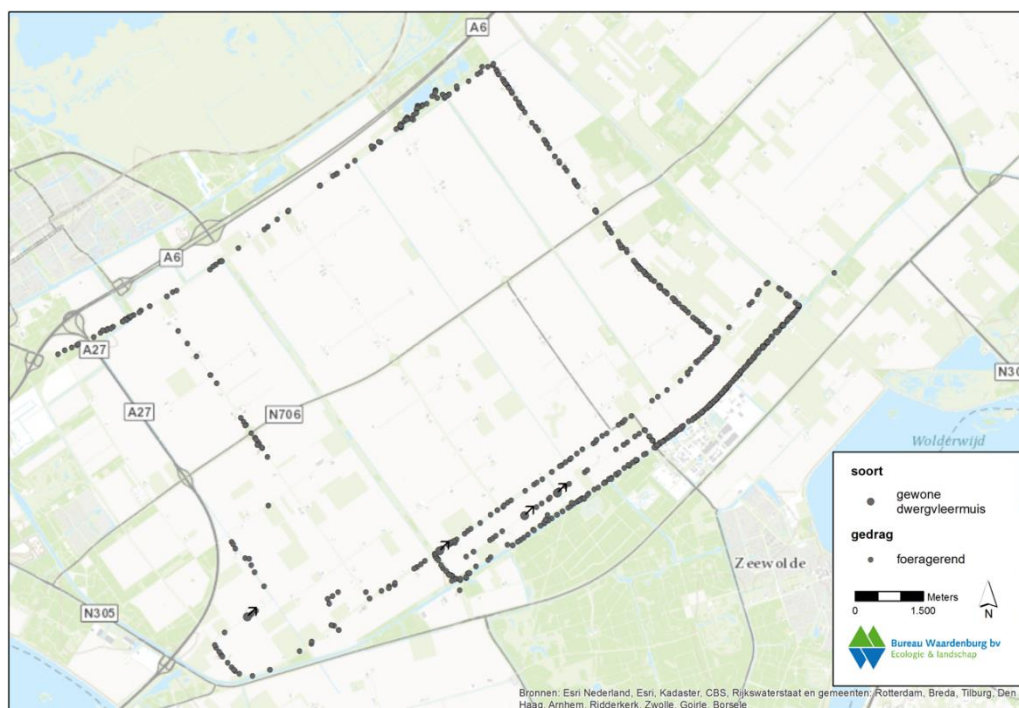 A6
A6
A27
A27
N706
N305
Wolderwijd
Zeewolde
soort
gewone
dwergvleermuis
gedrag
foeragerend
Meters
0 1.500
N
Bureau Waardenburg bv
Ecologie & landschap
Bronnen: Esri Nederland, Esri, Kadaster, CBS, Rijkswaterstaat en gemeenten: Rotterdam, Breda, Tilburg, Den
Haag, Arnhem, Ridderkerk, Zwolle, Goirle, Borsele